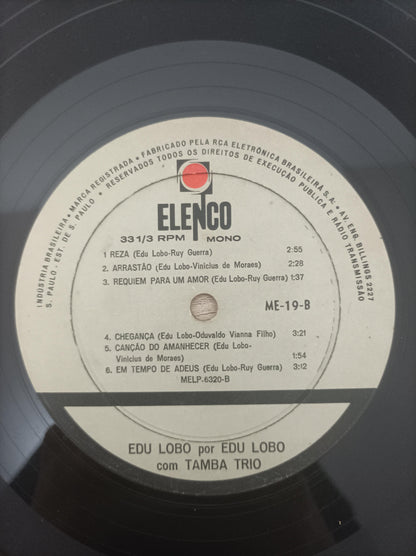 INDÚSTRIA BRASILEIRA • MARCA REGISTRADA • FABRICADO PELA RCA ELETRÔNICA BRASILEIRA S.A. • AV. ENG. BILLINGS 2227
S. PAULO - EST. DE S. PAULO • RESERVADOS TODOS OS DIREITOS DE EXECUÇÃO PÚBLICA E RÁDIO TRANSMISSÃO
ELENCO
33 1/3 RPM MONO
1 REZA (Edu Lobo-Ruy Guerra) 2:55
2. ARRASTÃO (Edu Lobo-Vinicius de Moraes) 2:28
3. REQUIEM PARA UM AMOR (Edu Lobo-Ruy Guerra) 1:37
ME-19-B
4. CHEGANÇA (Edu Lobo-Oduvaldo Vianna Filho) 3:21
5. CANÇÃO DO AMANHECER (Edu Lobo-
Vinicius de Moraes) 1:54
6. EM TEMPO DE ADEUS (Edu Lobo-Ruy Guerra) 3:12
MELP-6320-B
EDU LOBO por EDU LOBO
com TAMBA TRIO